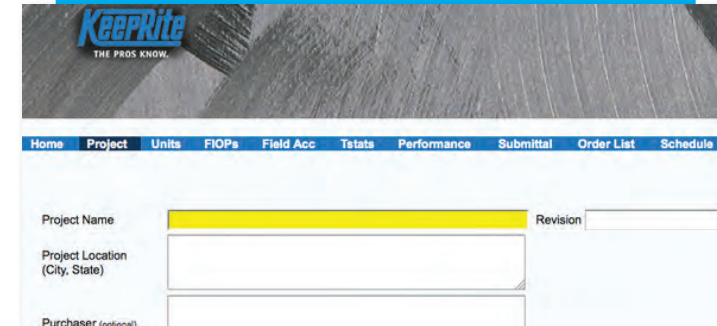 KeepRite
THE PROS KNOW.
Home Project Units FIOPs Field Acc Tstats Performance Submittal Order List Schedule
Project Name Revision
Project Location
(City, State)
Purchaser (optional)